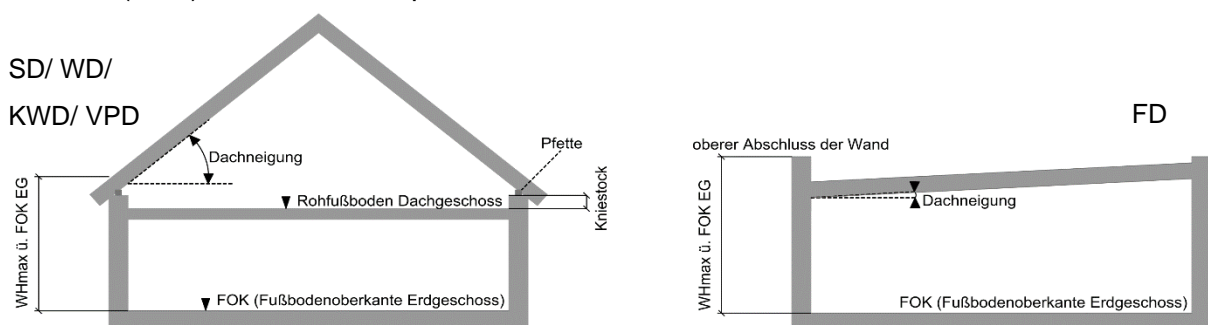 SD/ WD/
KWD/ VPD
Dachneigung
Pfette
WHmax ü. FOK EG
Rohfußboden Dachgeschoss
Kniestock
FOK (Fußbodenoberkante Erdgeschoss)
FD
oberer Abschluss der Wand
WHmax ü. FOK EG
Dachneigung
FOK (Fußbodenoberkante Erdgeschoss)